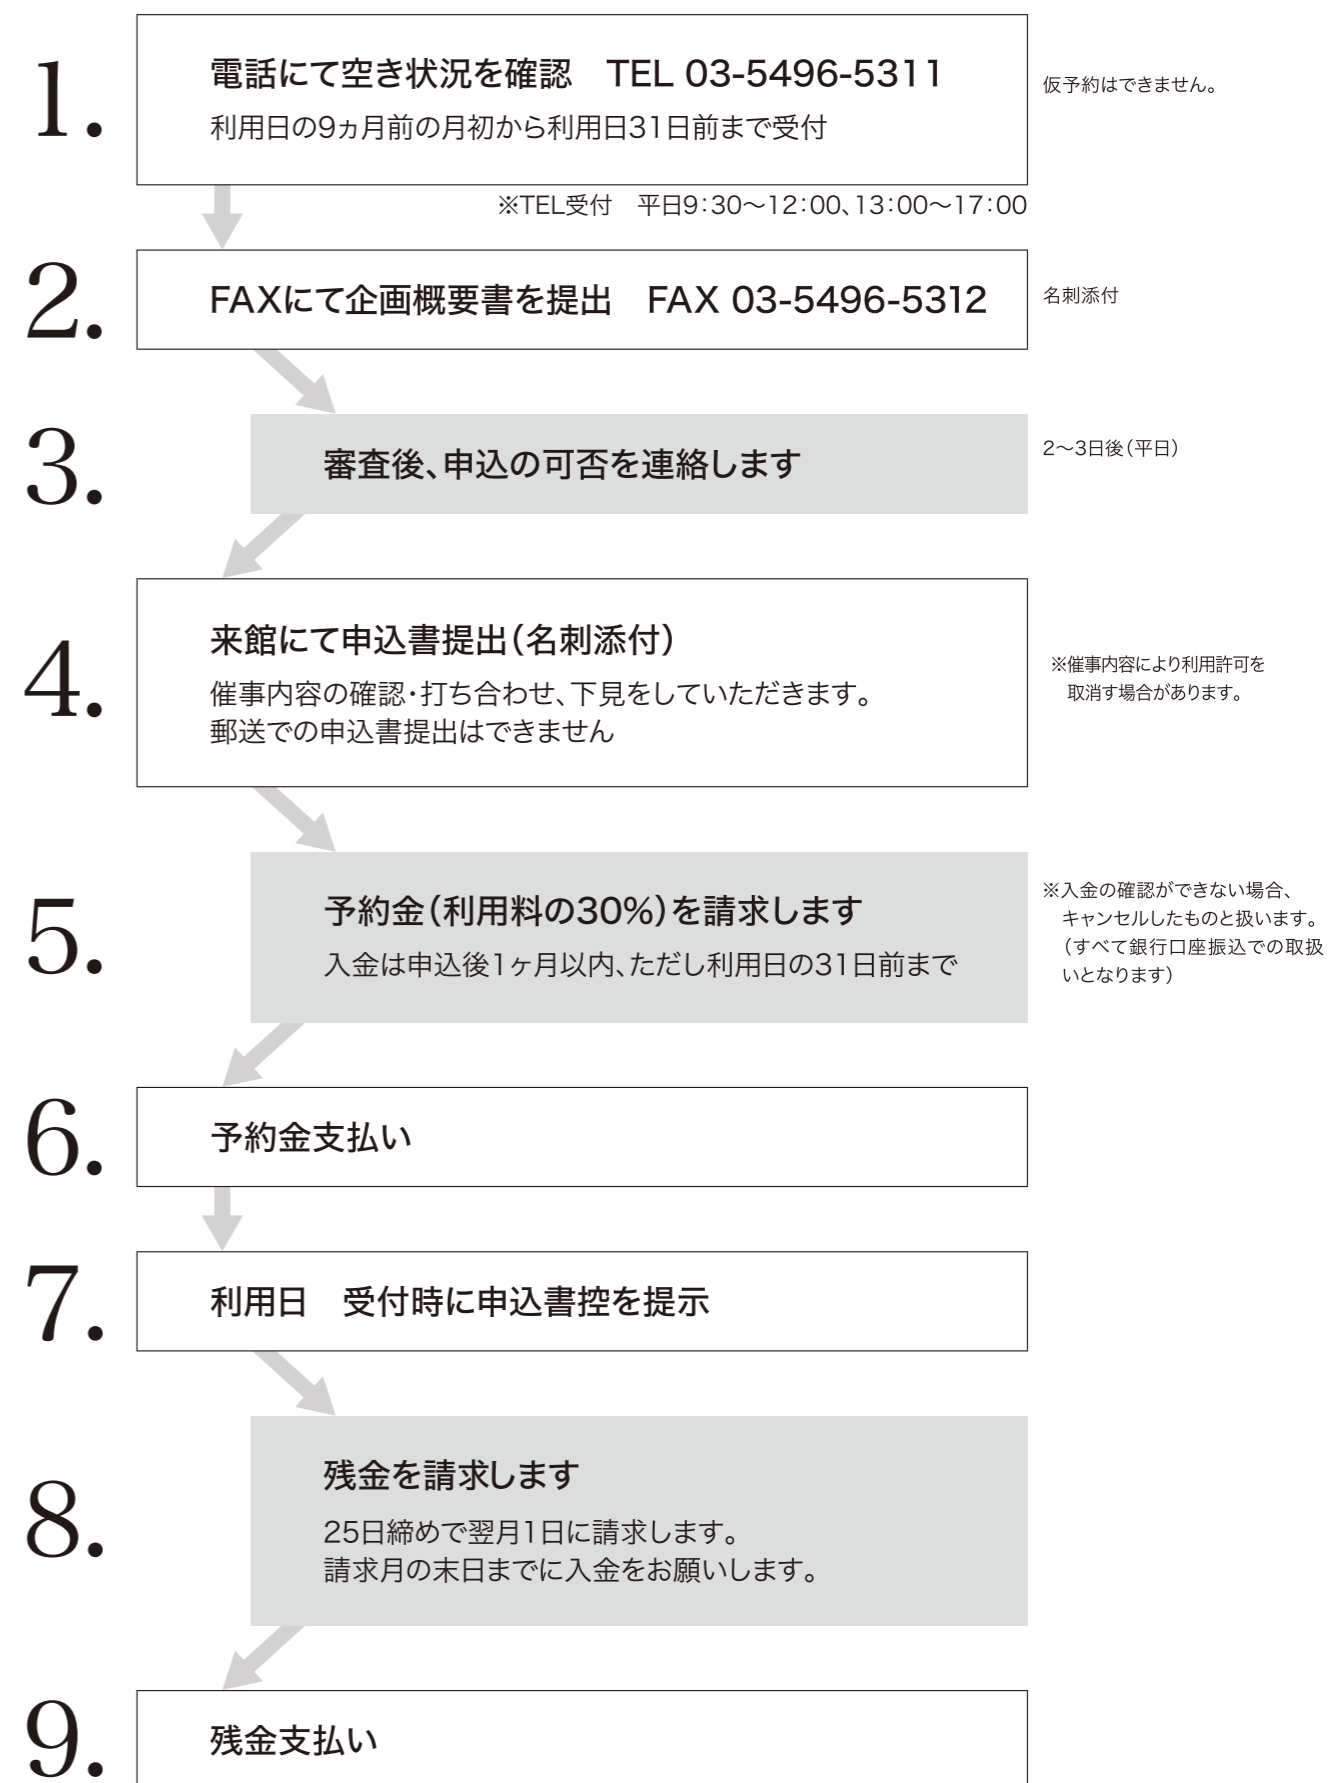 1.
電話にて空き状況を確認　TEL 03-5496-5311
利用日の9ヵ月前の月初から利用日31日前まで受付
仮予約はできません。
※TEL受付　平日9：30～12：00、13：00～17：00
2.
FAXにて企画概要書を提出　FAX 03-5496-5312
名刺添付
3.
審査後、申込の可否を連絡します
2～3日後（平日）
4.
来館にて申込書提出（名刺添付）
催事内容の確認・打ち合わせ、下見をしていただきます。
郵送での申込書提出はできません
※催事内容により利用許可を
取消す場合があります。
5.
予約金（利用料の30%）を請求します
入金は申込後1ヶ月以内、ただし利用日の31日前まで
※入金の確認ができない場合、
キャンセルしたものと扱います。
（すべて銀行口座振込での取扱
いとなります）
6.
予約金支払い
7.
利用日　受付時に申込書控を提示
8.
残金を請求します
25日締めで翌月1日に請求します。
請求月の末日までに入金をお願いします。
9.
残金支払い